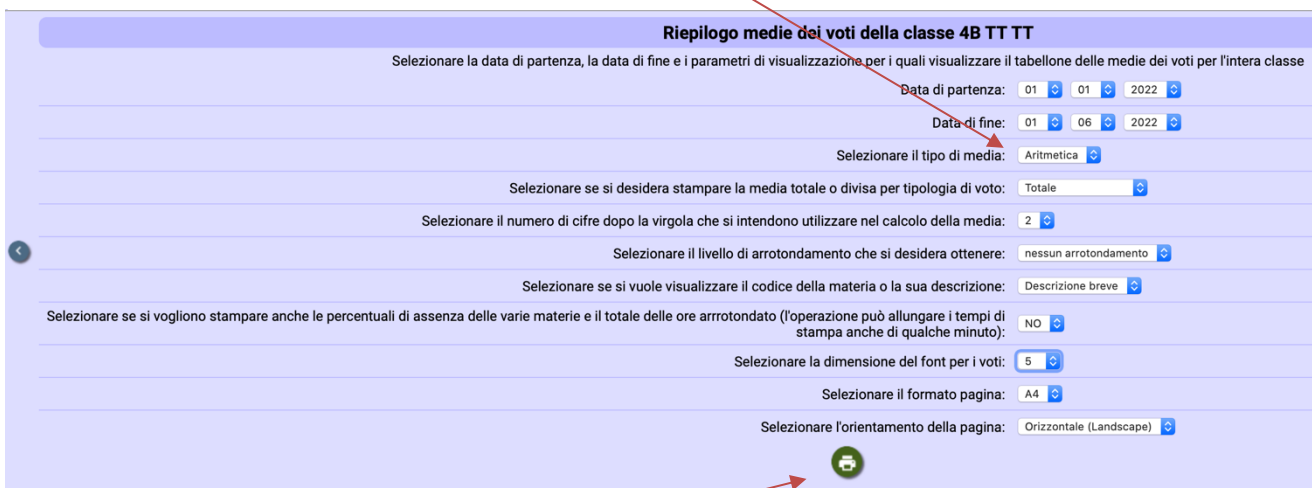 Riepilogo medie dei voti della classe 4B TT TT
Selezionare la data di partenza, la data di fine e i parametri di visualizzazione per i quali visualizzare il tabellone delle medie dei voti per l'intera classe
Data di partenza: 01 01 2022
Data di fine: 01 06 2022
Selezionare il tipo di media: Aritmetica
Selezionare se si desidera stampare la media totale o divisa per tipologia di voto: Totale
Selezionare il numero di cifre dopo la virgola che si intendono utilizzare nel calcolo della media: 2
Selezionare il livello di arrotondamento che si desidera ottenere: nessun arrotondamento
Selezionare se si vuole visualizzare il codice della materia o la sua descrizione: Descrizione breve
Selezionare se si vogliono stampare anche le percentuali di assenza delle varie materie e il totale delle ore arrrotondato (l'operazione può allungare i tempi di
stampa anche di qualche minuto): NO
Selezionare la dimensione del font per i voti: 5
Selezionare il formato pagina: A4
Selezionare l'orientamento della pagina: Orizzontale (Landscape)